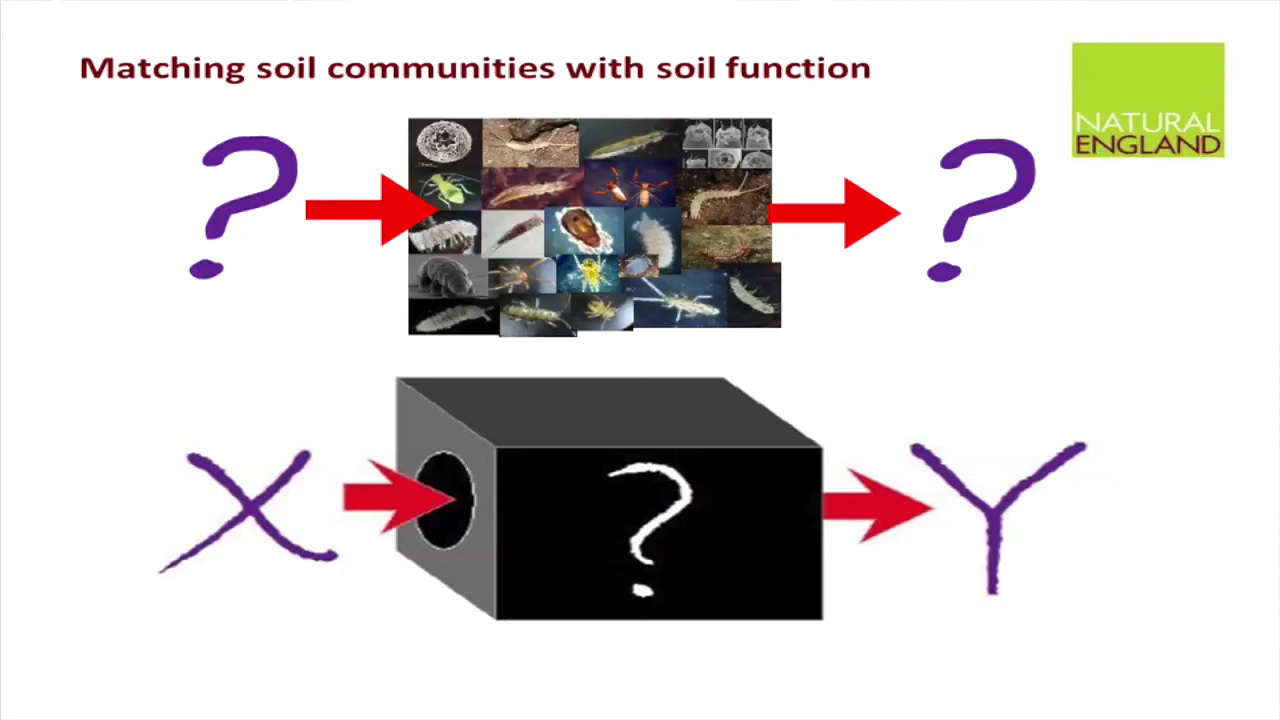 Matching soil communities with soil function
NATURAL
ENGLAND
? ?
X ? Y